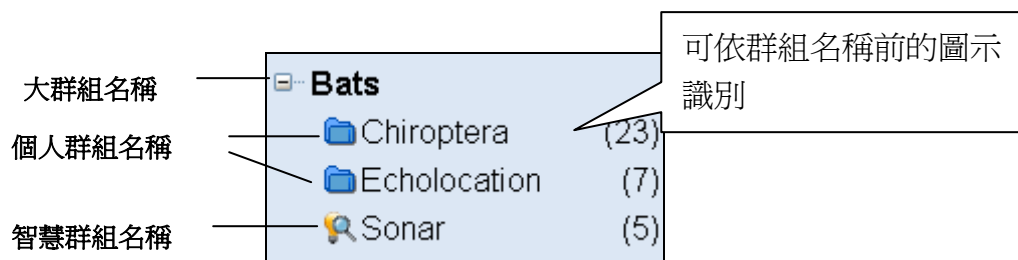 可依群組名稱前的圖示
識別
大群組名稱
Bats
個人群組名稱
Chiroptera (23)
Echolocation (7)
智慧群組名稱
Sonar (5)